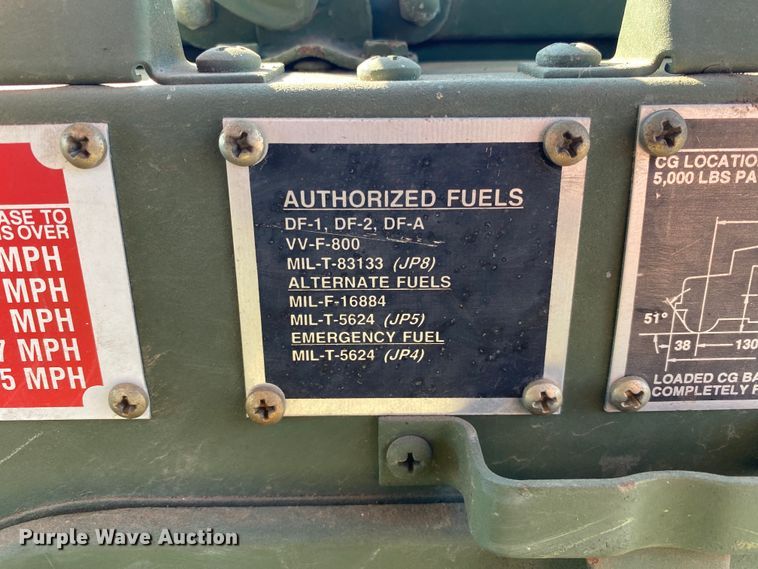 ASE TO
S OVER
MPH
MPH
MPH
7 MPH
5 MPH
AUTHORIZED FUELS
DF-1, DF-2, DF-A
VV-F-800
MIL-T-83133 (JP8)
ALTERNATE FUELS
MIL-F-16884
MIL-T-5624 (JP5)
EMERGENCY FUEL
MIL-T-5624 (JP4)
CG LOCATION
5,000 LBS PA
51°
38
130
LOADED CG BA
COMPLETELY F
Purple Wave Auction®